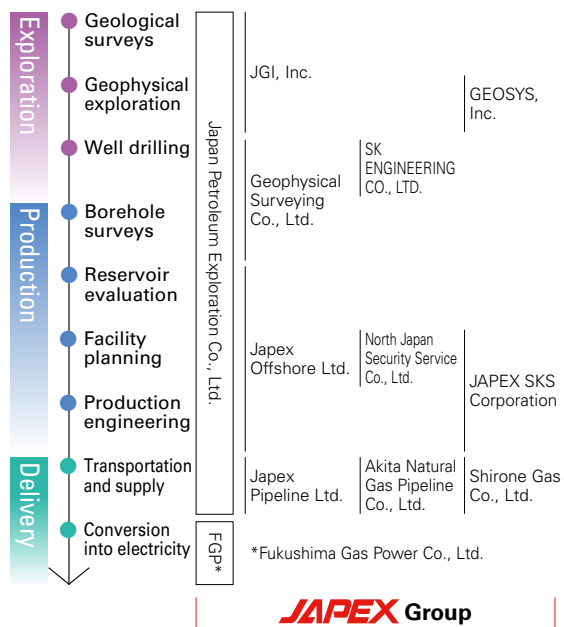 Exploration
Geological
surveys
Geophysical
exploration
Well drilling
Production
Borehole
surveys
Reservoir
evaluation
Facility
planning
Production
engineering
Delivery
Transportation
and supply
Conversion
into electricity
Japan Petroleum Exploration Co., Ltd.
FGP*
JGI, Inc.
GEOSYS,
Inc.
Geophysical
Surveying
Co., Ltd.
SK
ENGINEERING
CO., LTD.
Japex
Offshore Ltd.
North Japan
Security Service
Co., Ltd.
JAPEX SKS
Corporation
Japex
Pipeline Ltd.
Akita Natural
Gas Pipeline
Co., Ltd.
Shirone Gas
Co., Ltd.
*Fukushima Gas Power Co., Ltd.
JAPEX Group